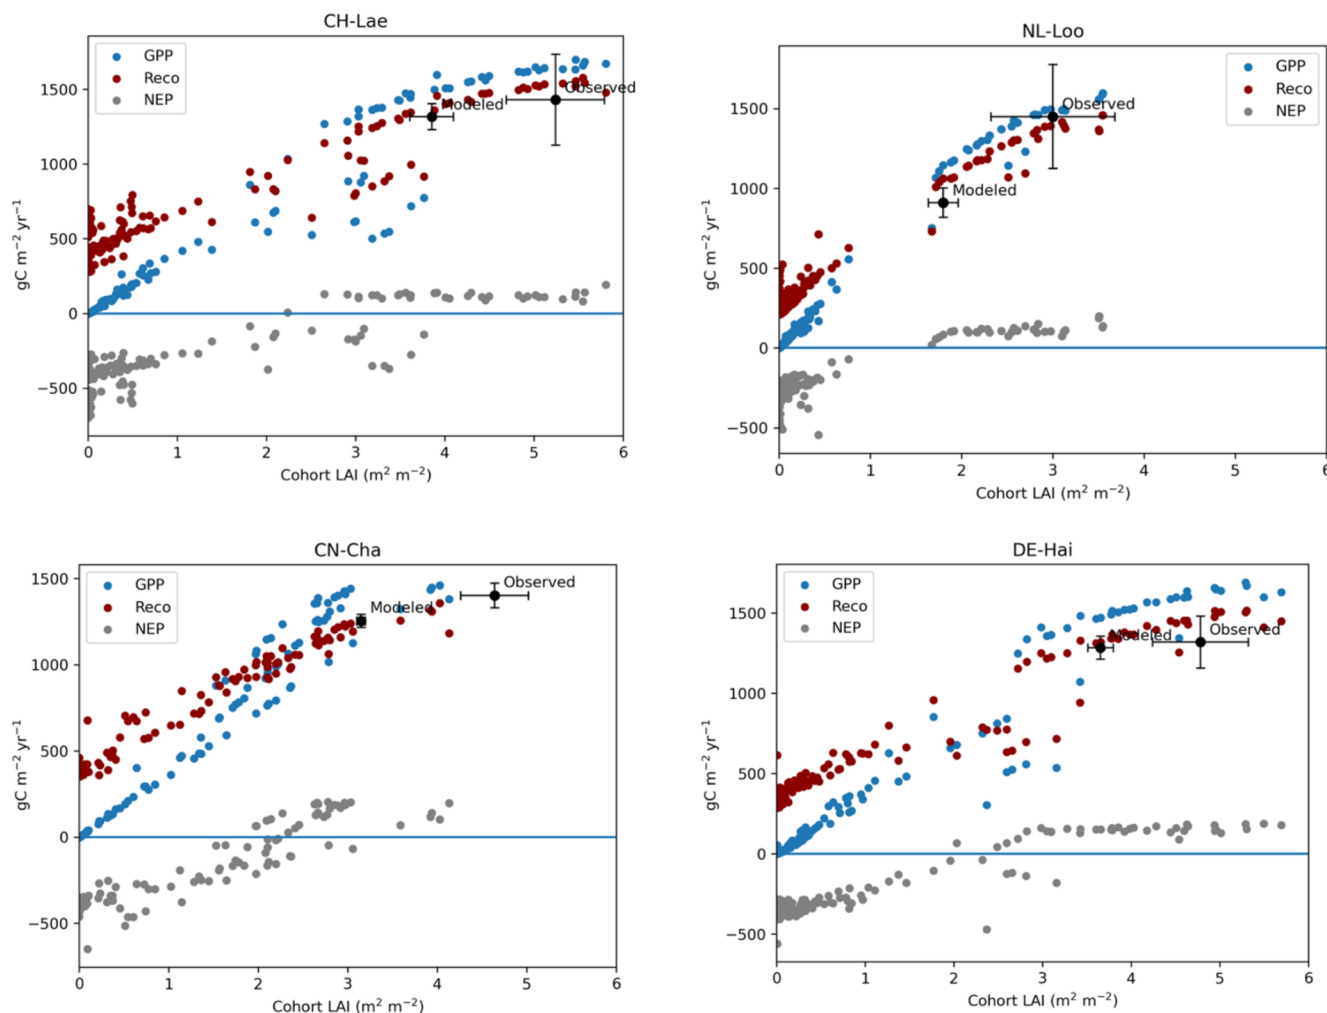 CH-Lae
GPP
Reco
NEP
Modeled
Observed
1500
1000
500
0
−500
gC m⁻² yr⁻¹
0 1 2 3 4 5 6
Cohort LAI (m² m⁻²)
NL-Loo
GPP
Reco
NEP
Observed
Modeled
1500
1000
500
0
−500
gC m⁻² yr⁻¹
0 1 2 3 4 5 6
Cohort LAI (m² m⁻²)
CN-Cha
GPP
Reco
NEP
Modeled
Observed
1500
1000
500
0
−500
gC m⁻² yr⁻¹
0 1 2 3 4 5 6
Cohort LAI (m² m⁻²)
DE-Hai
GPP
Reco
NEP
Modeled
Observed
1500
1000
500
0
−500
gC m⁻² yr⁻¹
0 1 2 3 4 5 6
Cohort LAI (m² m⁻²)